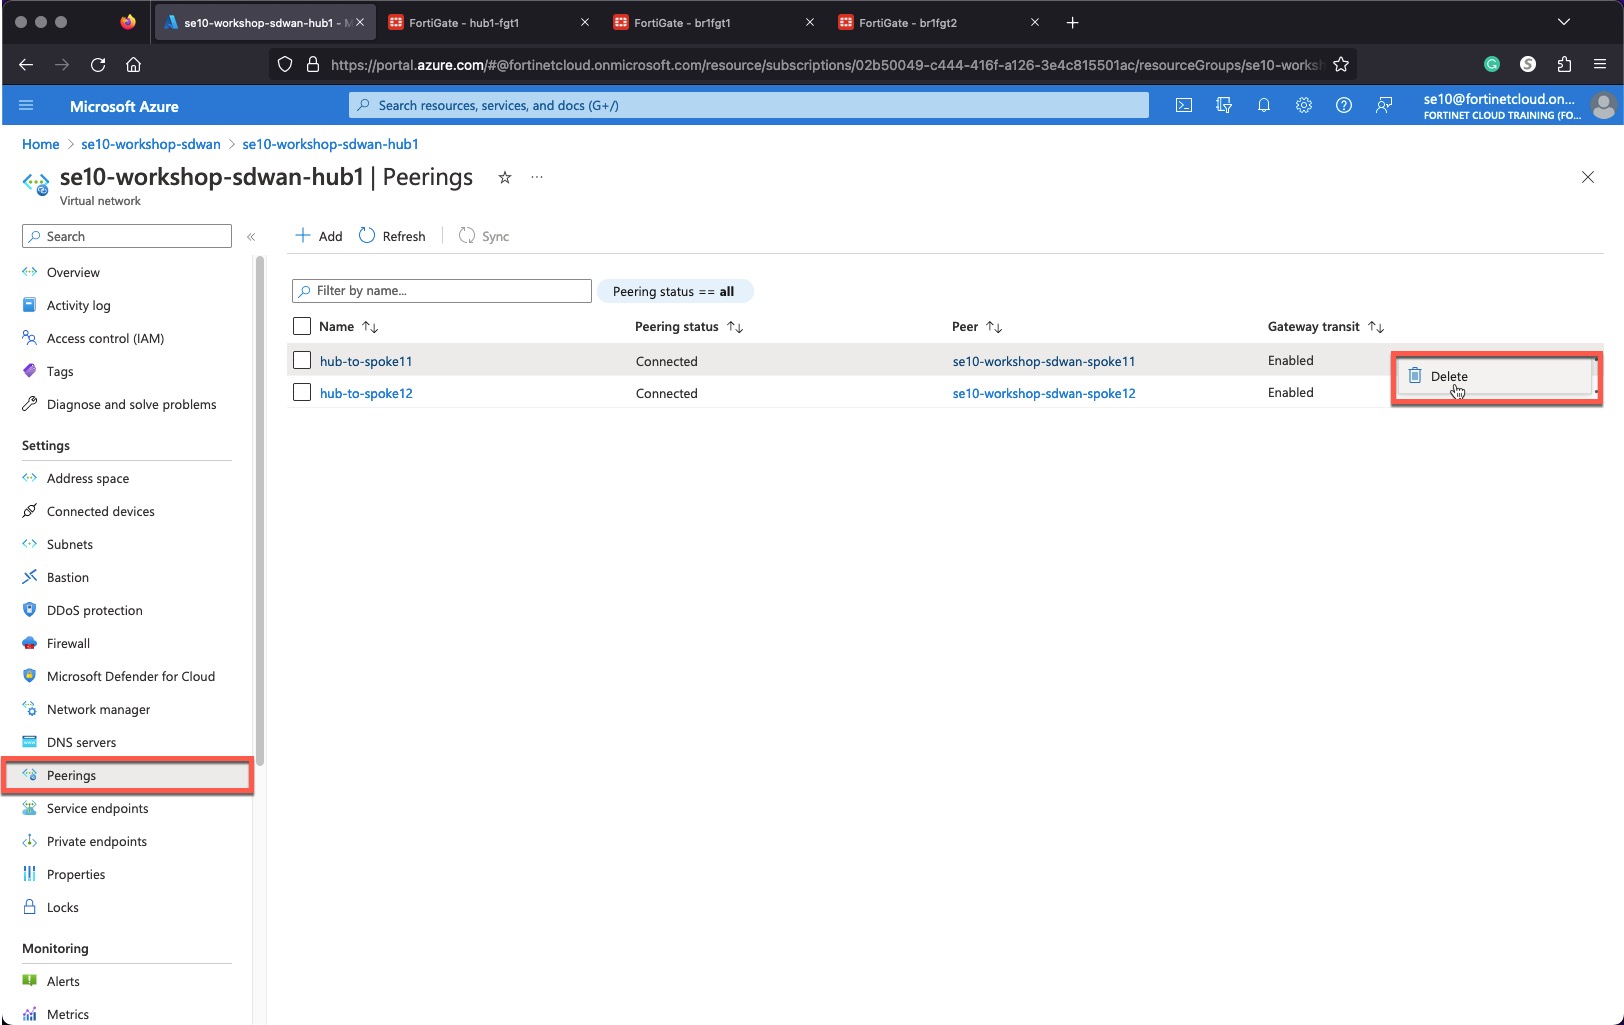 se10-workshop-sdwan-hub1 - M
FortiGate - hub1-fgt1
FortiGate - br1fgt1
FortiGate - br1fgt2
https://portal.azure.com/#@fortinetcloud.onmicrosoft.com/resource/subscriptions/02b50049-c444-416f-a126-3e4c815501ac/resourceGroups/se10-worksh
Microsoft Azure
Search resources, services, and docs (G+/)
se10@fortinetcloud.on...
FORTINET CLOUD TRAINING (FO...
Home > se10-workshop-sdwan > se10-workshop-sdwan-hub1
se10-workshop-sdwan-hub1 | Peerings
Virtual network
Search
Overview
Activity log
Access control (IAM)
Tags
Diagnose and solve problems
Settings
Address space
Connected devices
Subnets
Bastion
DDoS protection
Firewall
Microsoft Defender for Cloud
Network manager
DNS servers
Peerings
Service endpoints
Private endpoints
Properties
Locks
Monitoring
Alerts
Metrics
Add Refresh Sync
Filter by name...
Peering status == all
Name Peering status Peer Gateway transit
hub-to-spoke11 Connected se10-workshop-sdwan-spoke11 Enabled
hub-to-spoke12 Connected se10-workshop-sdwan-spoke12 Enabled
Delete